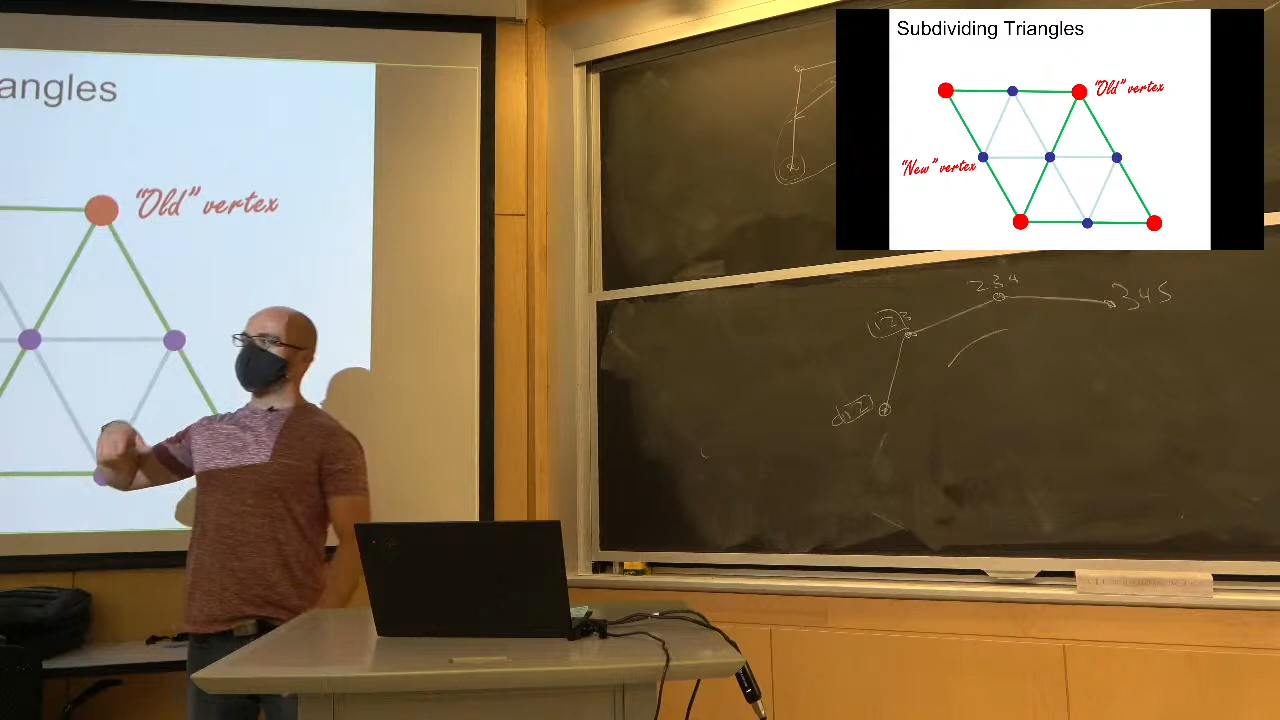 angles
"Old" vertex
Subdividing Triangles
"Old" vertex
"New" vertex
2 3 4
3 4 5
1 2 3